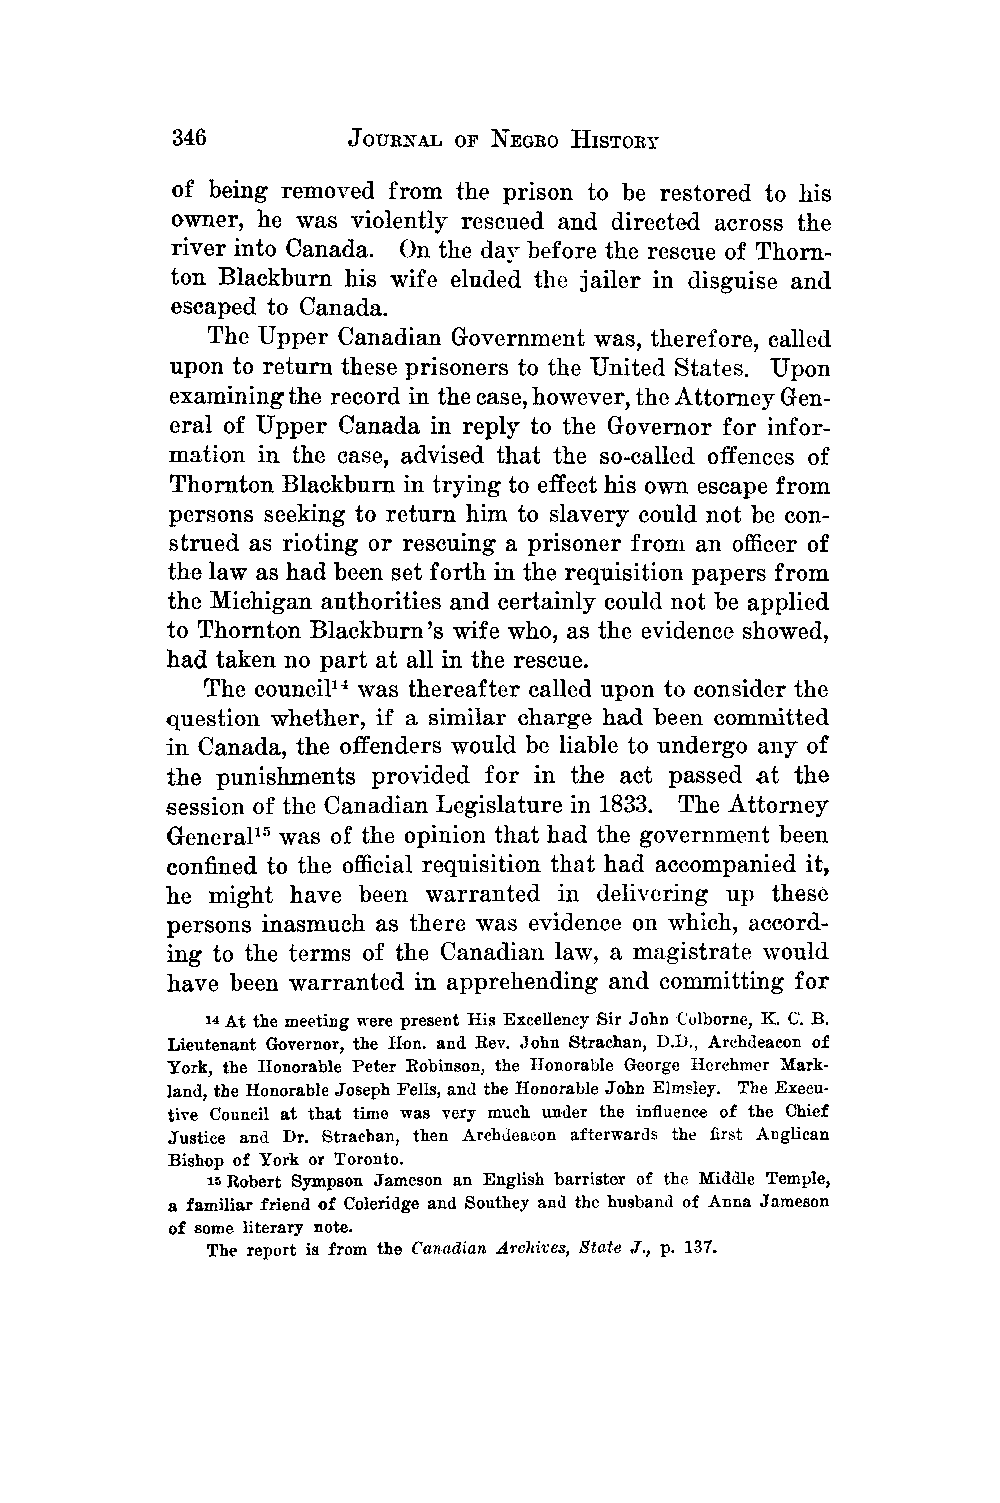 346 JOURNAL OF NEGRO HISTORY
of being removed from the prison to be restored to his
owner, he was violently rescued and directed across the
river into Canada. On the day before the rescue of Thorn-
ton Blackburn his wife eluded the jailer in disguise and
escaped to Canada.
The Upper Canadian Government was, therefore, called
upon to return these prisoners to the United States. Upon
examining the record in the case, however, the Attorney Gen-
eral of Upper Canada in reply to the Governor for infor-
mation in the case, advised that the so-called offences of
Thornton Blackburn in trying to effect his own escape from
persons seeking to return him to slavery could not be con-
strued as rioting or rescuing a prisoner from an officer of
the law as had been set forth in the requisition papers from
the Michigan authorities and certainly could not be applied
to Thornton Blackburn's wife who, as the evidence showed,
had taken no part at all in the rescue.
The council¹⁴ was thereafter called upon to consider the
question whether, if a similar charge had been committed
in Canada, the offenders would be liable to undergo any of
the punishments provided for in the act passed at the
session of the Canadian Legislature in 1833. The Attorney
General¹⁵ was of the opinion that had the government been
confined to the official requisition that had accompanied it,
he might have been warranted in delivering up these
persons inasmuch as there was evidence on which, accord-
ing to the terms of the Canadian law, a magistrate would
have been warranted in apprehending and committing for
¹⁴ At the meeting were present His Excellency Sir John Colborne, K. C. B.
Lieutenant Governor, the Hon. and Rev. John Strachan, D.D., Archdeacon of
York, the Honorable Peter Robinson, the Honorable George Herchmer Mark-
land, the Honorable Joseph Fells, and the Honorable John Elmsley. The Execu-
tive Council at that time was very much under the influence of the Chief
Justice and Dr. Strachan, then Archdeacon afterwards the first Anglican
Bishop of York or Toronto.
¹⁵ Robert Sympson Jameson an English barrister of the Middle Temple,
a familiar friend of Coleridge and Southey and the husband of Anna Jameson
of some literary note.
The report is from the Canadian Archives, State J., p. 137.